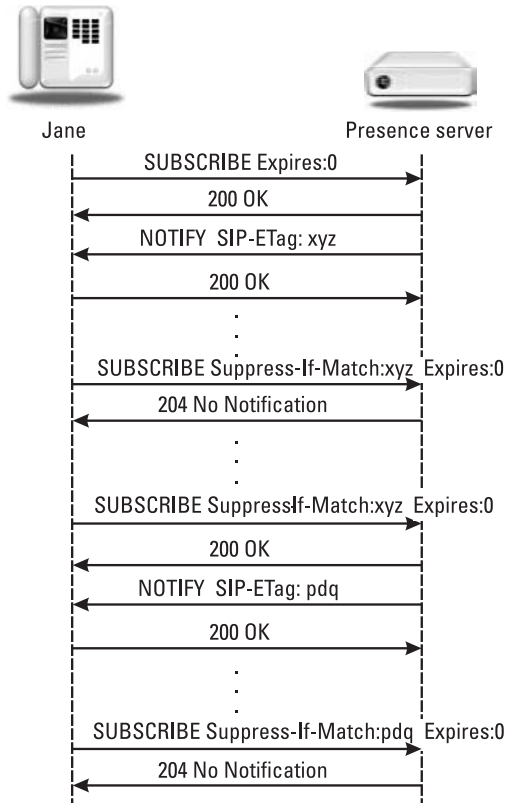 Jane
Presence server
SUBSCRIBE Expires:0
200 OK
NOTIFY SIP-ETag: xyz
200 OK
SUBSCRIBE Suppress-If-Match:xyz Expires:0
204 No Notification
SUBSCRIBE SuppressIf-Match:xyz Expires:0
200 OK
NOTIFY SIP-ETag: pdq
200 OK
SUBSCRIBE Suppress-If-Match:pdq Expires:0
204 No Notification